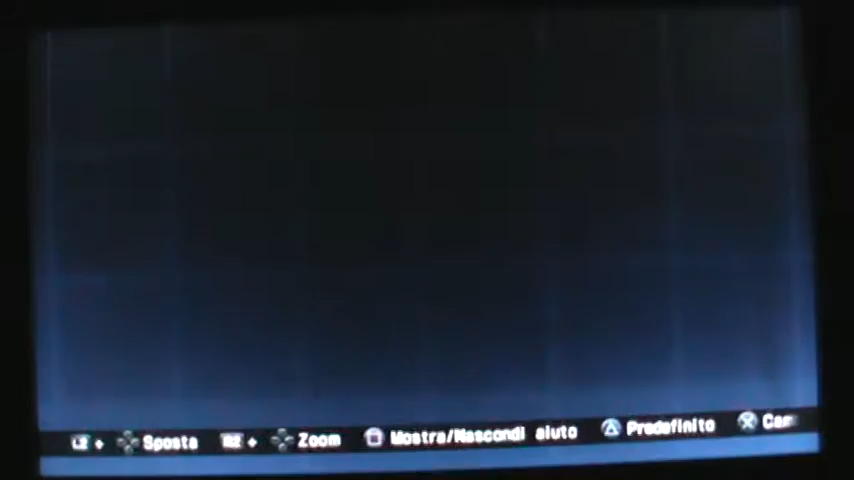 L2 + Sposta R2 + Zoom Mostra/Nascondi aiuto Predefinito